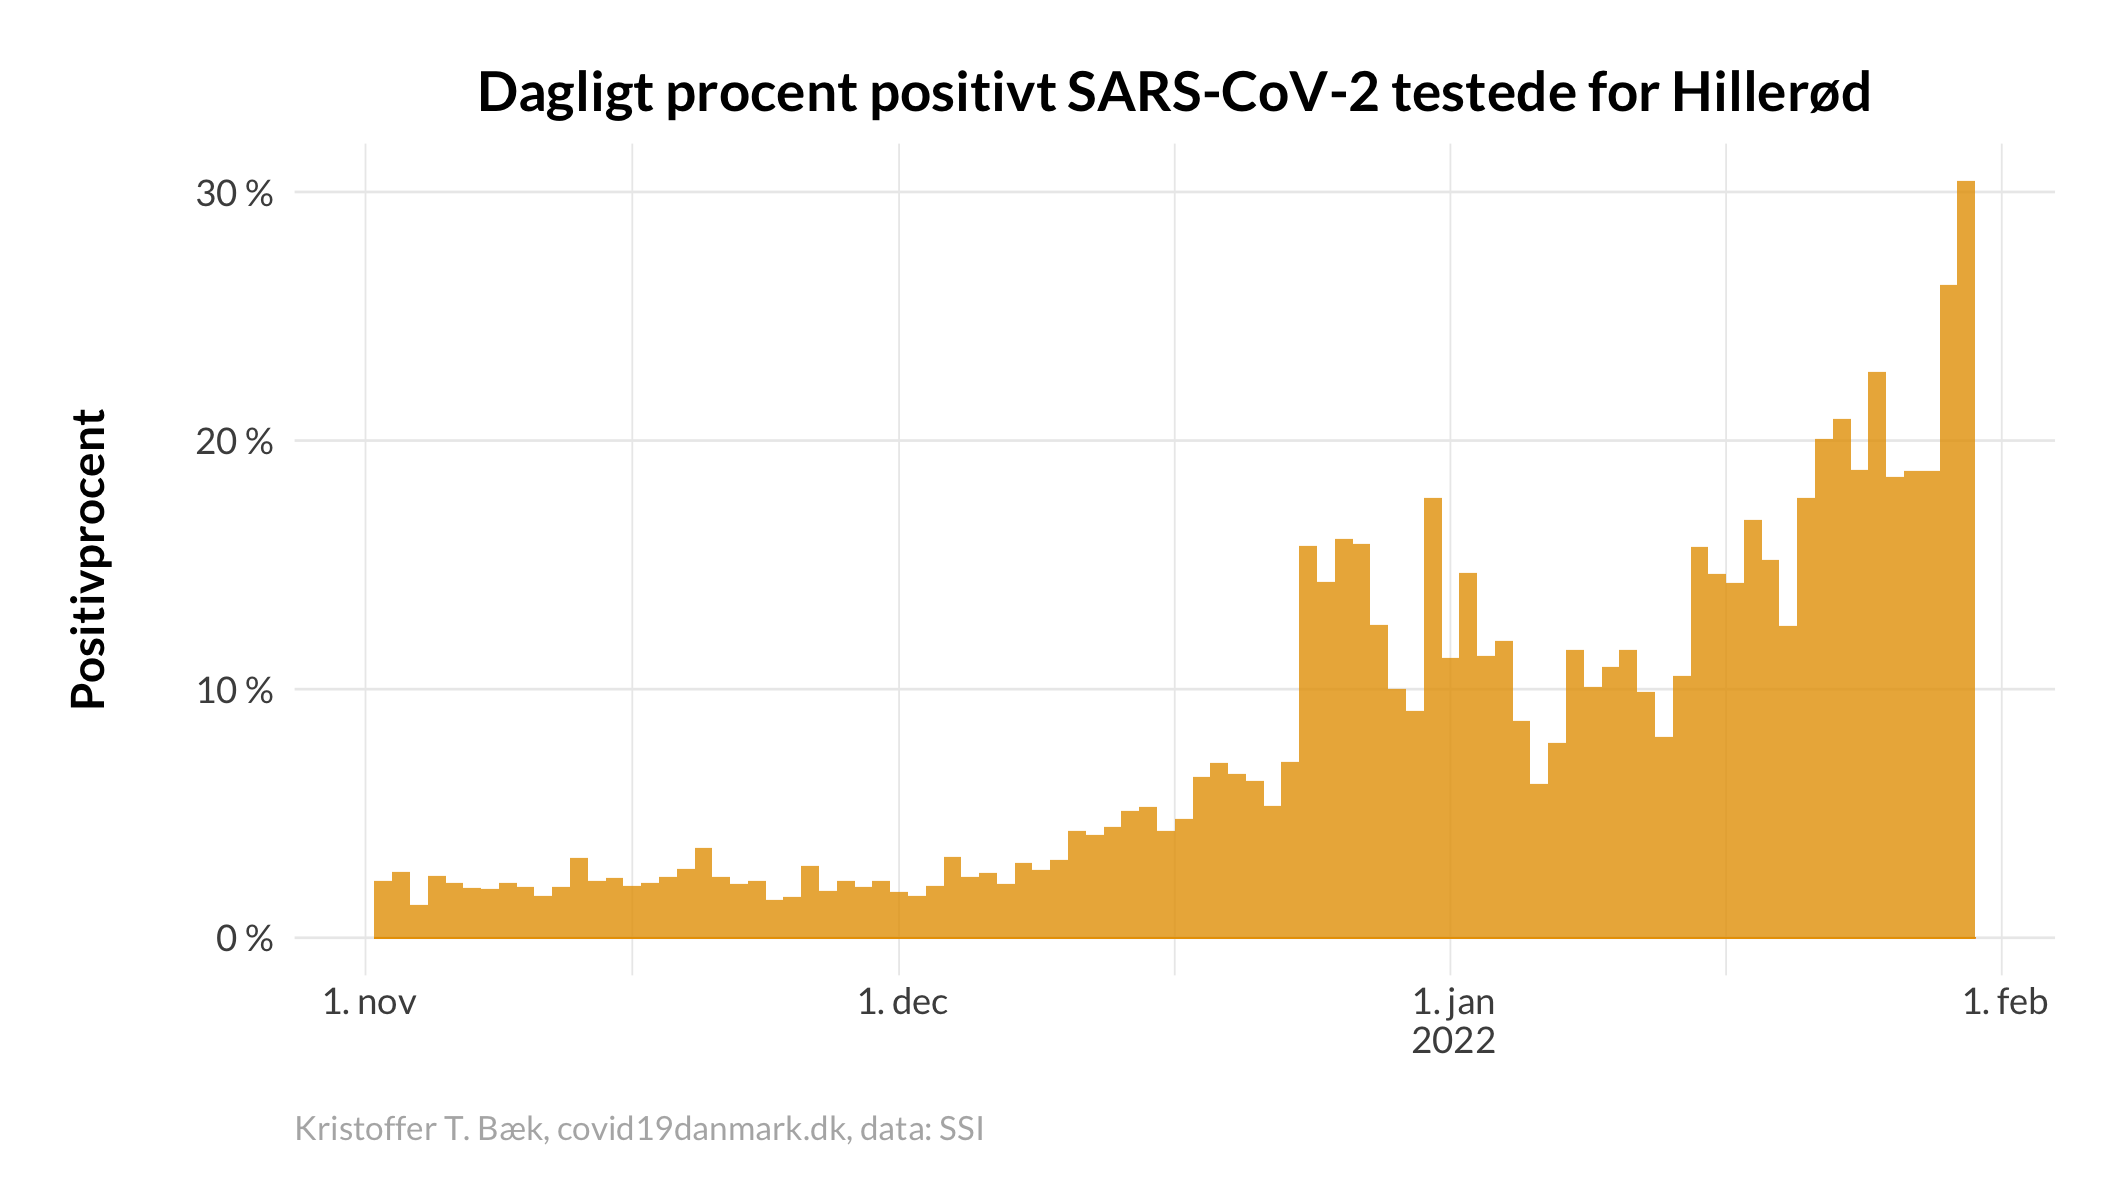 Dagligt procent positivt SARS-CoV-2 testede for Hillerød
Positivprocent
30 %
20 %
10 %
0 %
1. nov
1. dec
1. jan
2022
1. feb
Kristoffer T. Bæk, covid19danmark.dk, data: SSI